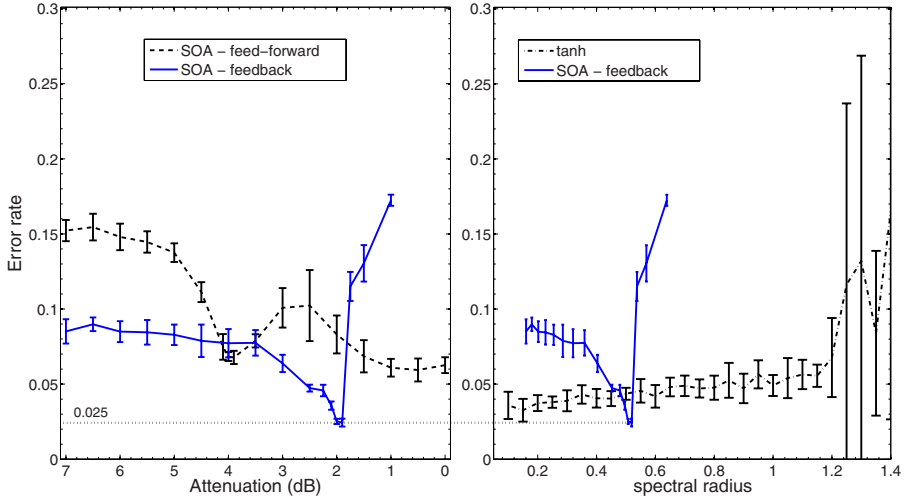 Error rate
0.3
0.25
0.2
0.15
0.1
0.05
0
SOA – feed–forward
SOA – feedback
0.025
7 6 5 4 3 2 1 0
Attenuation (dB)
0.3
0.25
0.2
0.15
0.1
0.05
0
tanh
SOA – feedback
0.2 0.4 0.6 0.8 1 1.2 1.4
spectral radius